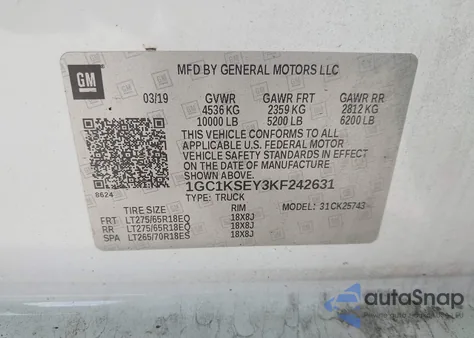 GM
MFD BY GENERAL MOTORS LLC
03/19 GVWR GAWR FRT GAWR RR
4536 KG 2359 KG 2812 KG
10000 LB 5200 LB 6200 LB
THIS VEHICLE CONFORMS TO ALL
APPLICABLE U.S. FEDERAL MOTOR
VEHICLE SAFETY STANDARDS
IN EFFECT ON THE DATE OF
MANUFACTURE SHOWN ABOVE.
1GC1KSEY3KF242631
8624
TYPE: TRUCK
TIRE SIZE RIM MODEL: 31CK25743
FRT LT275/65R18EQ 18X8J
RR LT275/65R18EQ 18X8J
SPA LT265/70R18ES 18X8J
autoSnap
VEHICLE HISTORY